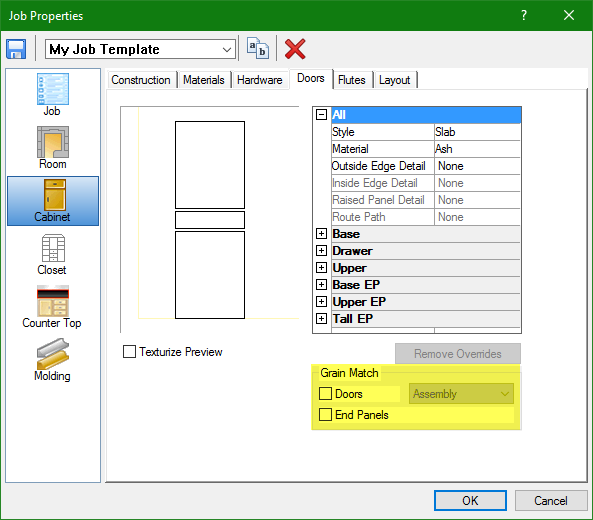 Job Properties
?
My Job Template
a b
Job
Room
Cabinet
Closet
Counter Top
Molding
Construction Materials Hardware Doors Flutes Layout
All
Style Slab
Material Ash
Outside Edge Detail None
Inside Edge Detail None
Raised Panel Detail None
Route Path None
Base
Drawer
Upper
Base EP
Upper EP
Tall EP
Texturize Preview
Remove Overrides
Grain Match
Doors Assembly
End Panels
OK Cancel